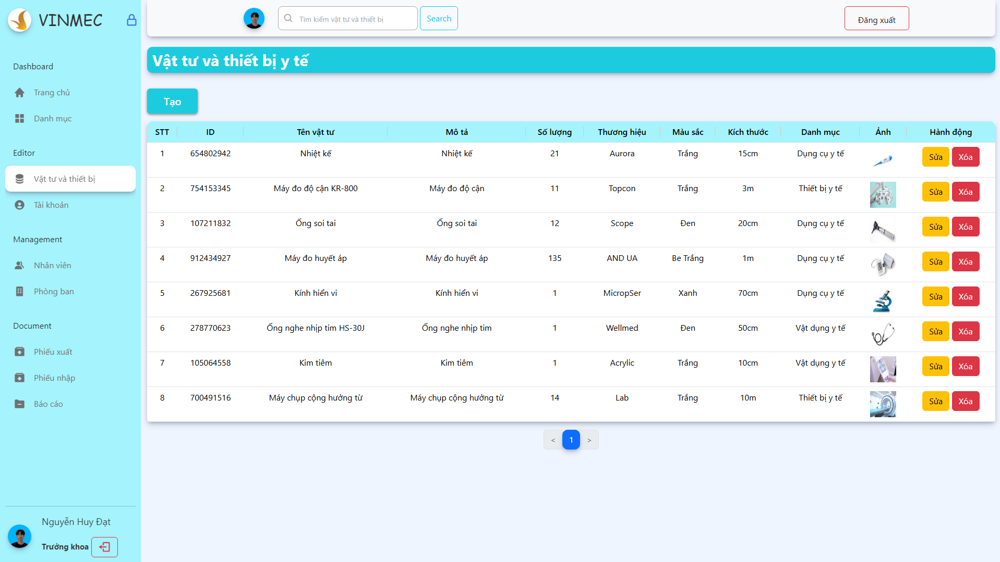 VINMEC
Tìm kiếm vật tư và thiết bị
Search
Đăng xuất
Dashboard
Trang chủ
Danh mục
Editor
Vật tư và thiết bị
Tài khoản
Management
Nhân viên
Phòng ban
Document
Phiếu xuất
Phiếu nhập
Báo cáo
Nguyễn Huy Đạt
Trưởng khoa
Vật tư và thiết bị y tế
Tạo
STT ID Tên vật tư Mô tả Số lượng Thương hiệu Màu sắc Kích thước Danh mục Ảnh Hành động
1 654802942 Nhiệt kế Nhiệt kế 21 Aurora Trắng 15cm Dụng cụ y tế Sửa Xóa
2 754153345 Máy đo độ cận KR-800 Máy đo độ cận 11 Topcon Trắng 3m Thiết bị y tế Sửa Xóa
3 107211832 Ống soi tai Ống soi tai 12 Scope Đen 20cm Dụng cụ y tế Sửa Xóa
4 912434927 Máy đo huyết áp Máy đo huyết áp 135 AND UA Be Trắng 1m Dụng cụ y tế Sửa Xóa
5 267925681 Kính hiển vi Kính hiển vi 1 MicropSer Xanh 70cm Dụng cụ y tế Sửa Xóa
6 278770623 Ống nghe nhịp tim HS-30J Ống nghe nhịp tim 1 Wellmed Đen 50cm Vật dụng y tế Sửa Xóa
7 105064558 Kim tiêm Kim tiêm 1 Acrylic Trắng 10cm Vật dụng y tế Sửa Xóa
8 700491516 Máy chụp cộng hưởng từ Máy chụp cộng hưởng từ 14 Lab Trắng 10m Thiết bị y tế Sửa Xóa
< 1 >